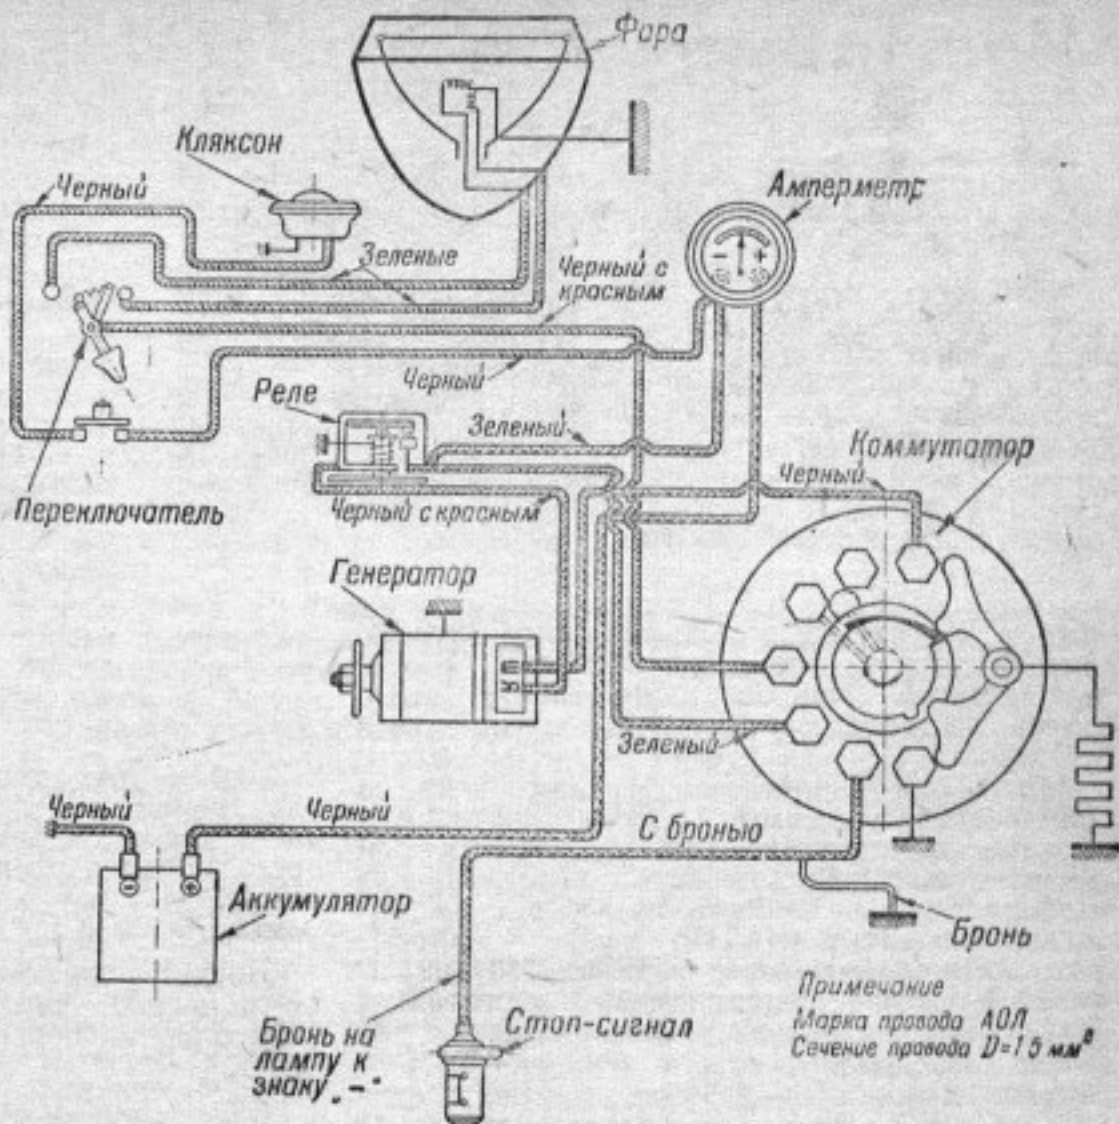 Фара
Кляксон
Черный
Амперметр
Зеленые
Черный с
красным
Черный
Реле
Зеленый
Коммутатор
Черный
Переключатель
Черный с красным
Генератор
Зеленый
Черный
Черный
С бронью
Аккумулятор
Бронь
Примечание
Марка провода АОЛ
Сечение провода D=1 5 мм²
Бронь на
лампу к
знаку „–"
Стоп-сигнал